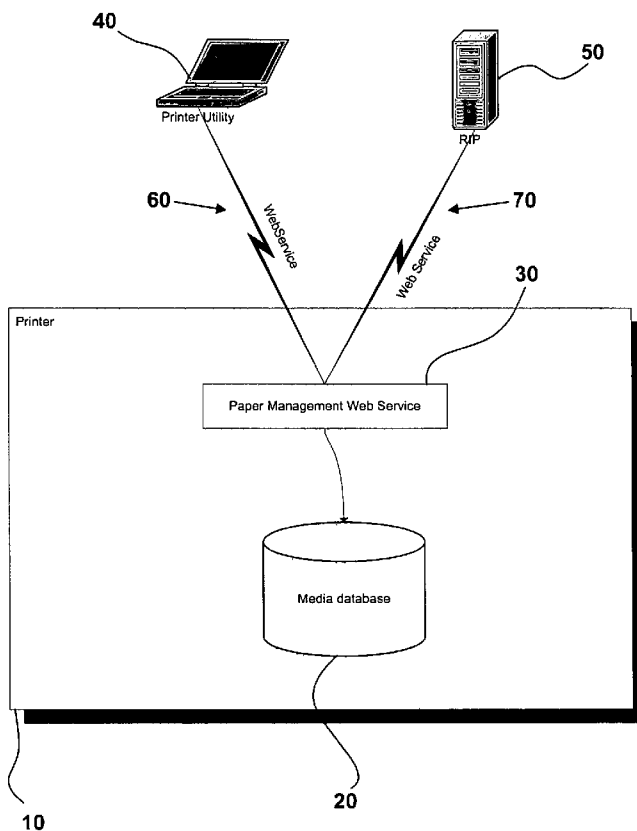 40
50
Printer Utility
RIP
60
70
WebService
Web Service
30
Printer
Paper Management Web Service
Media database
20
10